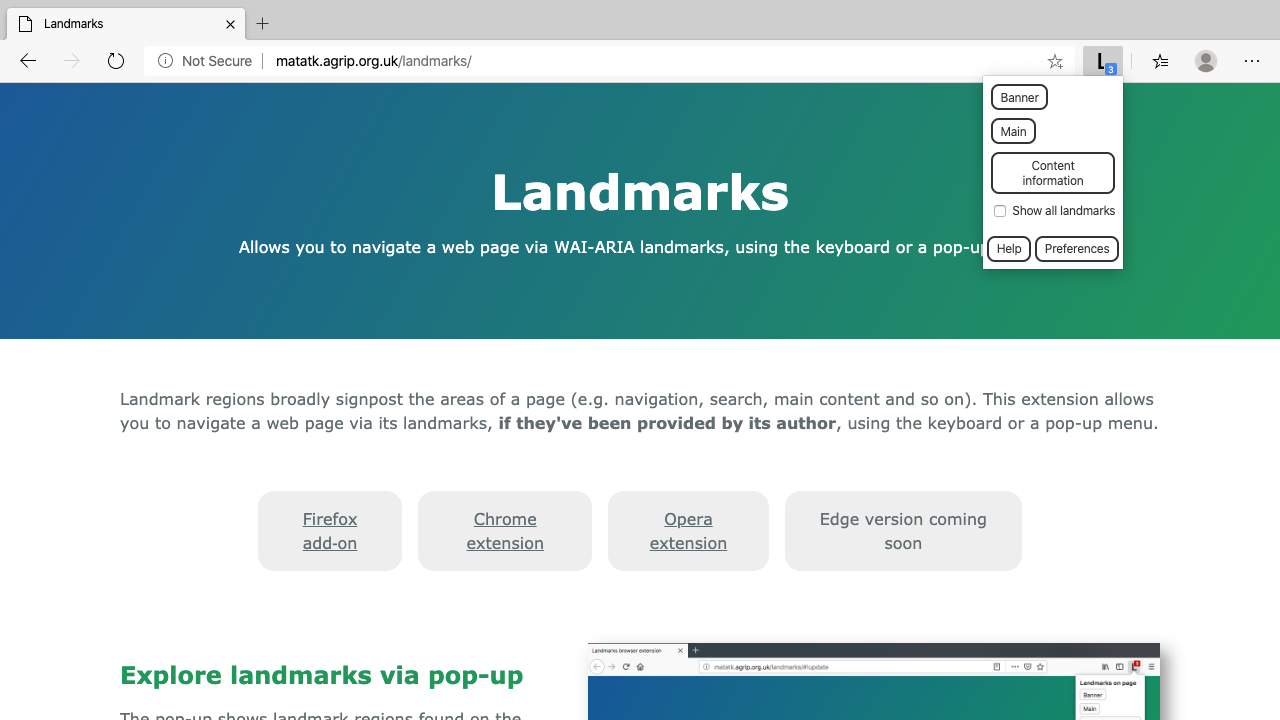 Landmarks
Not Secure
matatk.agrip.org.uk/landmarks/
L
3
Banner
Main
Content
information
Show all landmarks
Help
Preferences
Landmarks
Allows you to navigate a web page via WAI-ARIA landmarks, using the keyboard or a pop-up
Landmark regions broadly signpost the areas of a page (e.g. navigation, search, main content and so on). This extension allows
you to navigate a web page via its landmarks, if they've been provided by its author, using the keyboard or a pop-up menu.
Firefox
add-on
Chrome
extension
Opera
extension
Edge version coming
soon
Explore landmarks via pop-up
The pop-up shows landmark regions found on the
Landmarks browser extension
matatk.agrip.org.uk/landmarks/#!update
Landmarks on page
Banner
Main